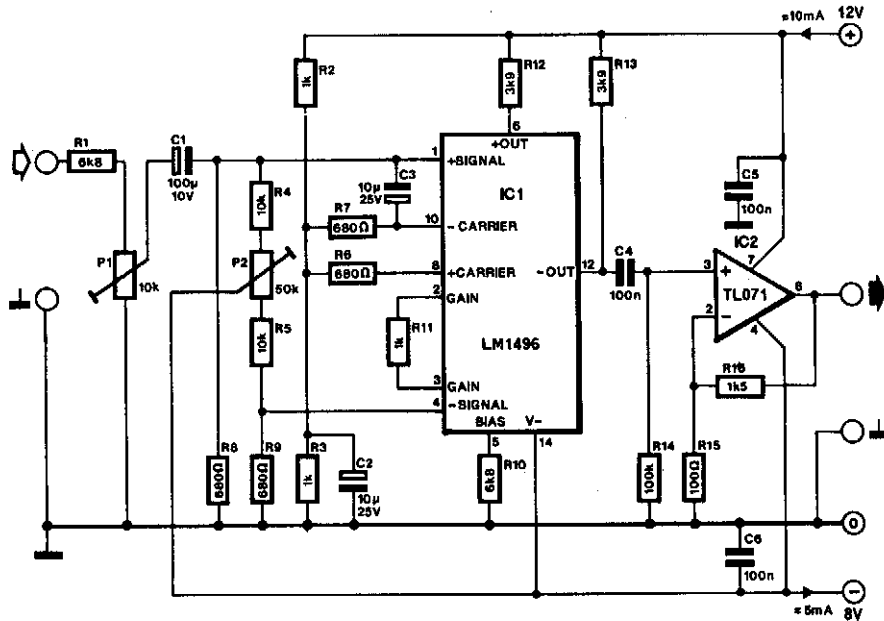 ≈10mA
12V
+
R2
1k
R12
3k9
R13
3k9
R1
6k8
C1
100µ
10V
P1
10k
R4
10k
P2
50k
R5
10k
C3
10µ
25V
R7
680Ω
R6
680Ω
R11
1k
6
+OUT
1
+SIGNAL
IC1
10
- CARRIER
8
+CARRIER
2
GAIN
12
-OUT
LM1496
3
GAIN
4
-SIGNAL
BIAS
V-
5
14
C4
100n
C5
100n
IC2
7
3
+
TL071
6
2
-
4
R16
1k5
R8
680Ω
R9
680Ω
R3
1k
C2
10µ
25V
R10
6k8
R14
100k
R15
100Ω
0
C6
100n
≈5mA
-
8V